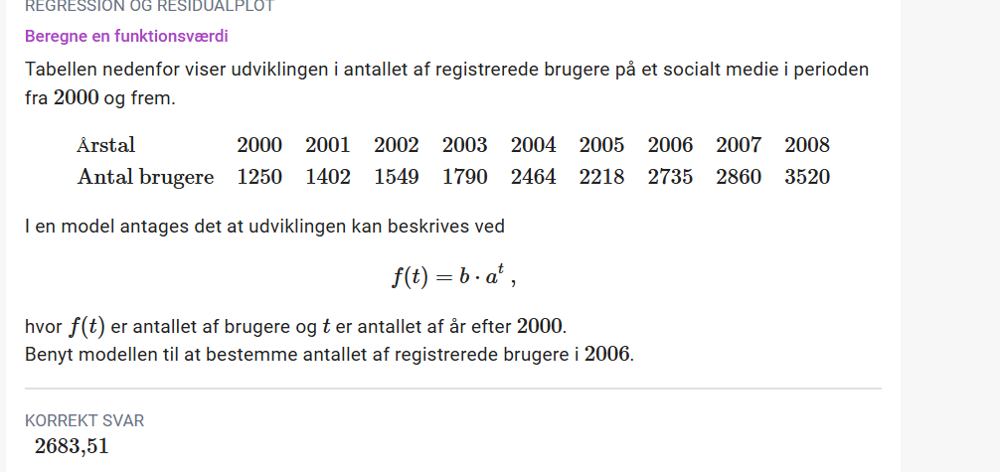 REGRESSION OG RESIDUALPLOT
Beregne en funktionsværdi
Tabellen nedenfor viser udviklingen i antallet af registrerede brugere på et socialt medie i perioden
fra 2000 og frem.
Årstal 2000 2001 2002 2003 2004 2005 2006 2007 2008
Antal brugere 1250 1402 1549 1790 2464 2218 2735 2860 3520
I en model antages det at udviklingen kan beskrives ved
f(t) = b · a^t ,
hvor f(t) er antallet af brugere og t er antallet af år efter 2000.
Benyt modellen til at bestemme antallet af registrerede brugere i 2006.
KORREKT SVAR
2683,51